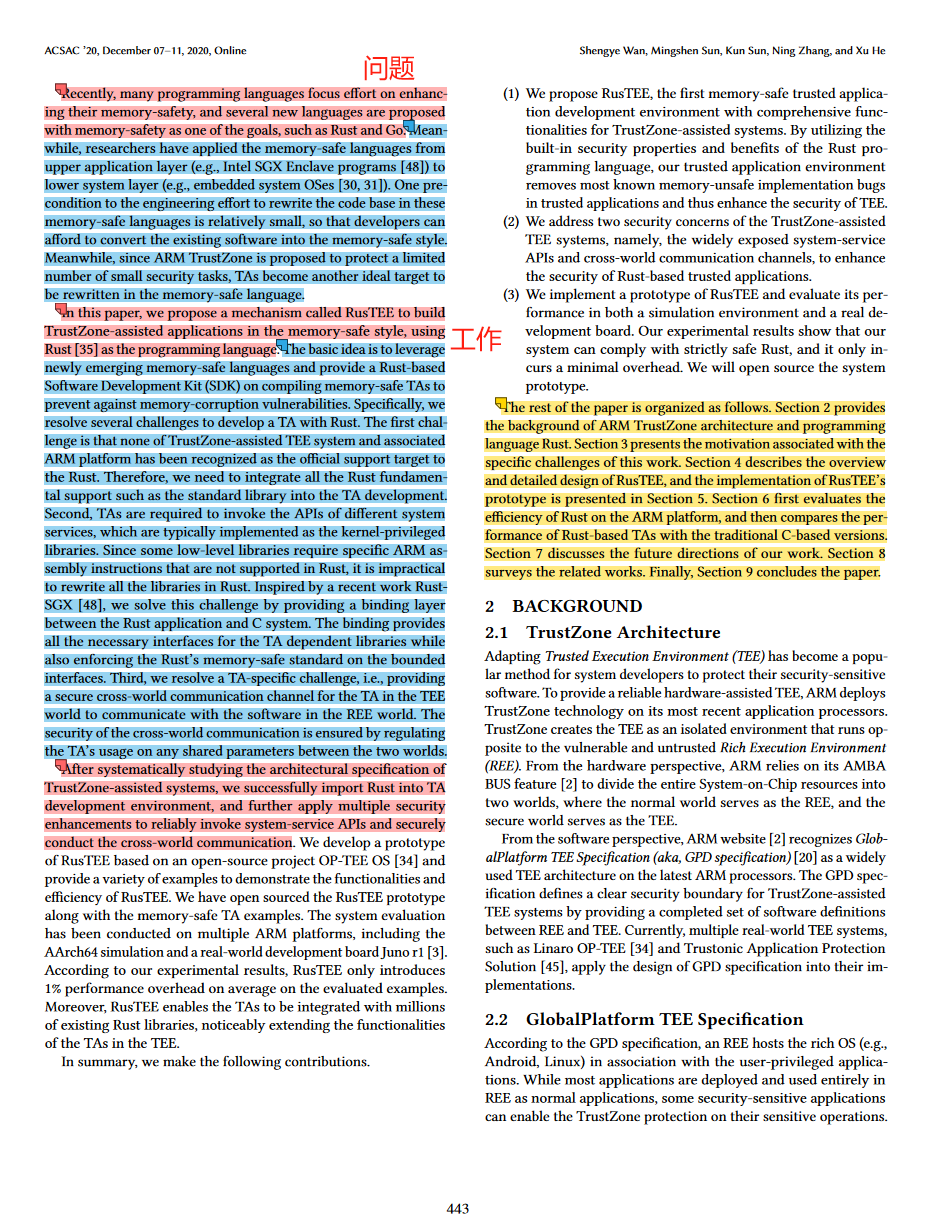 ACSAC ’20, December 07–11, 2020, Online
Shengye Wan, Mingshen Sun, Kun Sun, Ning Zhang, and Xu He
问题
Recently, many programming languages focus effort on enhanc-
ing their memory-safety, and several new languages are proposed
with memory-safety as one of the goals, such as Rust and Go. Mean-
while, researchers have applied the memory-safe languages from
upper application layer (e.g., Intel SGX Enclave programs [48]) to
lower system layer (e.g., embedded system OSes [30, 31]). One pre-
condition to the engineering effort to rewrite the code base in these
memory-safe languages is relatively small, so that developers can
afford to convert the existing software into the memory-safe style.
Meanwhile, since ARM TrustZone is proposed to protect a limited
number of small security tasks, TAs become another ideal target to
be rewritten in the memory-safe language.
In this paper, we propose a mechanism called RusTEE to build
TrustZone-assisted applications in the memory-safe style, using
Rust [35] as the programming language. The basic idea is to leverage
工作
newly emerging memory-safe languages and provide a Rust-based
Software Development Kit (SDK) on compiling memory-safe TAs to
prevent against memory-corruption vulnerabilities. Specifically, we
resolve several challenges to develop a TA with Rust. The first chal-
lenge is that none of TrustZone-assisted TEE system and associated
ARM platform has been recognized as the official support target to
the Rust. Therefore, we need to integrate all the Rust fundamen-
tal support such as the standard library into the TA development.
Second, TAs are required to invoke the APIs of different system
services, which are typically implemented as the kernel-privileged
libraries. Since some low-level libraries require specific ARM as-
sembly instructions that are not supported in Rust, it is impractical
to rewrite all the libraries in Rust. Inspired by a recent work Rust-
SGX [48], we solve this challenge by providing a binding layer
between the Rust application and C system. The binding provides
all the necessary interfaces for the TA dependent libraries while
also enforcing the Rust’s memory-safe standard on the bounded
interfaces. Third, we resolve a TA-specific challenge, i.e., providing
a secure cross-world communication channel for the TA in the TEE
world to communicate with the software in the REE world. The
security of the cross-world communication is ensured by regulating
the TA’s usage on any shared parameters between the two worlds.
After systematically studying the architectural specification of
TrustZone-assisted systems, we successfully import Rust into TA
development environment, and further apply multiple security
enhancements to reliably invoke system-service APIs and securely
conduct the cross-world communication. We develop a prototype
of RusTEE based on an open-source project OP-TEE OS [34] and
provide a variety of examples to demonstrate the functionalities and
efficiency of RusTEE. We have open sourced the RusTEE prototype
along with the memory-safe TA examples. The system evaluation
has been conducted on multiple ARM platforms, including the
AArch64 simulation and a real-world development board Juno r1 [3].
According to our experimental results, RusTEE only introduces
1% performance overhead on average on the evaluated examples.
Moreover, RusTEE enables the TAs to be integrated with millions
of existing Rust libraries, noticeably extending the functionalities
of the TAs in the TEE.
In summary, we make the following contributions.
(1) We propose RusTEE, the first memory-safe trusted applica-
tion development environment with comprehensive func-
tionalities for TrustZone-assisted systems. By utilizing the
built-in security properties and benefits of the Rust pro-
gramming language, our trusted application environment
removes most known memory-unsafe implementation bugs
in trusted applications and thus enhance the security of TEE.
(2) We address two security concerns of the TrustZone-assisted
TEE systems, namely, the widely exposed system-service
APIs and cross-world communication channels, to enhance
the security of Rust-based trusted applications.
(3) We implement a prototype of RusTEE and evaluate its per-
formance in both a simulation environment and a real de-
velopment board. Our experimental results show that our
system can comply with strictly safe Rust, and it only in-
curs a minimal overhead. We will open source the system
prototype.
The rest of the paper is organized as follows. Section 2 provides
the background of ARM TrustZone architecture and programming
language Rust. Section 3 presents the motivation associated with the
specific challenges of this work. Section 4 describes the overview
and detailed design of RusTEE, and the implementation of RusTEE’s
prototype is presented in Section 5. Section 6 first evaluates the
efficiency of Rust on the ARM platform, and then compares the per-
formance of Rust-based TAs with the traditional C-based versions.
Section 7 discusses the future directions of our work. Section 8
surveys the related works. Finally, Section 9 concludes the paper.
2 BACKGROUND
2.1 TrustZone Architecture
Adapting Trusted Execution Environment (TEE) has become a popu-
lar method for system developers to protect their security-sensitive
software. To provide a reliable hardware-assisted TEE, ARM deploys
TrustZone technology on its most recent application processors.
TrustZone creates the TEE as an isolated environment that runs op-
posite to the vulnerable and untrusted Rich Execution Environment
(REE). From the hardware perspective, ARM relies on its AMBA
BUS feature [2] to divide the entire System-on-Chip resources into
two worlds, where the normal world serves as the REE, and the
secure world serves as the TEE.
From the software perspective, ARM website [2] recognizes Glob-
alPlatform TEE Specification (aka, GPD specification) [20] as a widely
used TEE architecture on the latest ARM processors. The GPD spec-
ification defines a clear security boundary for TrustZone-assisted
TEE systems by providing a completed set of software definitions
between REE and TEE. Currently, multiple real-world TEE systems,
such as Linaro OP-TEE [34] and Trustonic Application Protection
Solution [45], apply the design of GPD specification into their im-
plementations.
2.2 GlobalPlatform TEE Specification
According to the GPD specification, an REE hosts the rich OS (e.g.,
Android, Linux) in association with the user-privileged applica-
tions. While most applications are deployed and used entirely in
REE as normal applications, some security-sensitive applications
can enable the TrustZone protection on their sensitive operations.
443